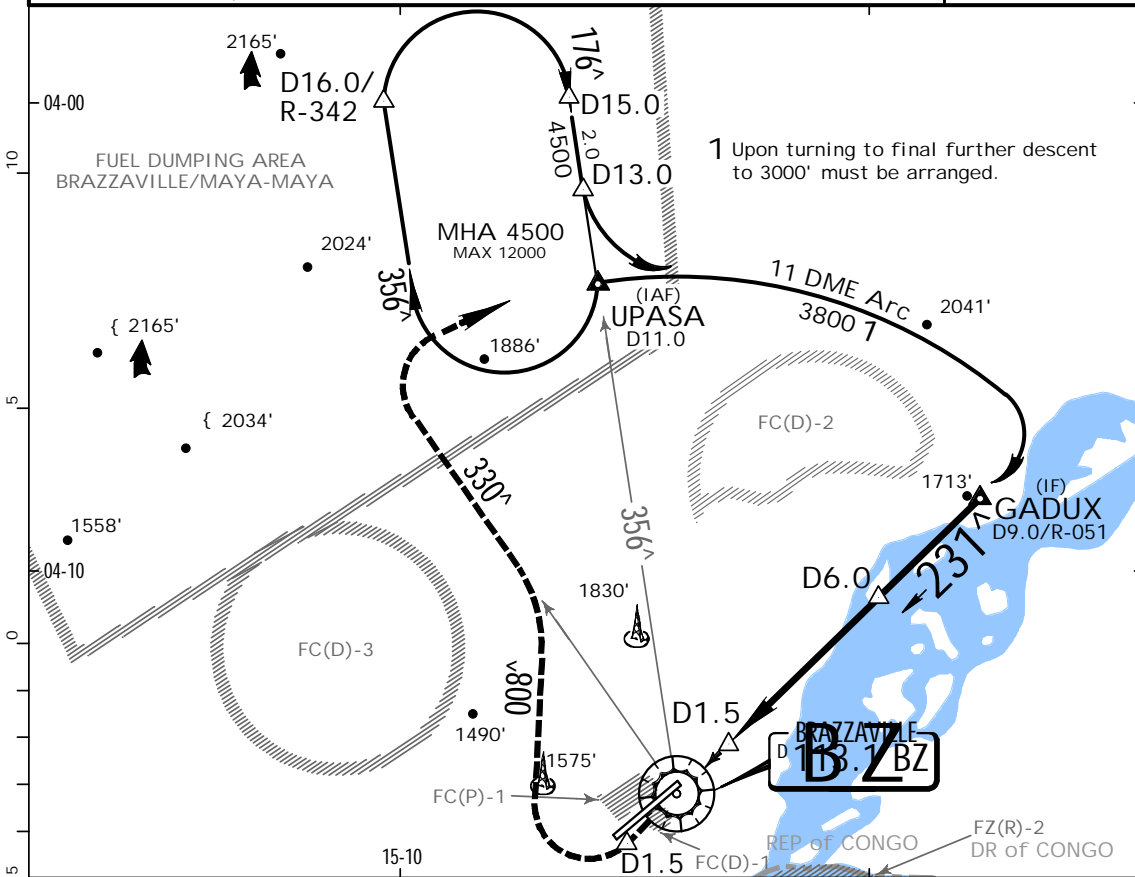 2165'
176^
D16.0/
R-342
D15.0
04-00
4500
2.0
1 Upon turning to final further descent
to 3000' must be arranged.
FUEL DUMPING AREA
BRAZZAVILLE/MAYA-MAYA
10
D13.0
MHA 4500
MAX 12000
2024'
356^
11 DME Arc
3800 1
(IAF)
UPASA
D11.0
2041'
{ 2165'
1886'
5
{ 2034'
FC(D)-2
330^
1713'
(IF)
GADUX
D9.0/R-051
356^
231^
1558'
04-10
D6.0
1830'
0
FC(D)-3
008^
D1.5
1490'
BRAZZAVILLE
D 113.1 BZ
BZ
1575'
FC(P)-1
REP of CONGO
FZ(R)-2
DR of CONGO
15-10
D1.5
FC(D)-1
5